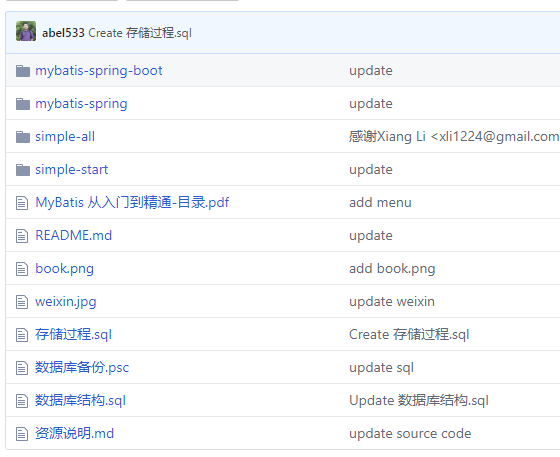 abel533 Create 存储过程.sql
mybatis-spring-boot update
mybatis-spring update
simple-all 感谢Xiang Li <xli1224@gmail.com
simple-start update
MyBatis 从入门到精通-目录.pdf add menu
README.md update
book.png add book.png
weixin.jpg update weixin
存储过程.sql Create 存储过程.sql
数据库备份.psc update sql
数据库结构.sql Update 数据库结构.sql
资源说明.md update source code